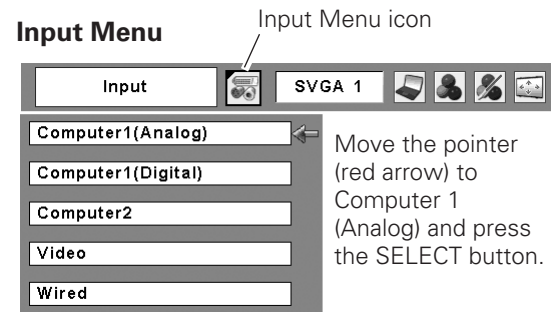 Input Menu icon
Input Menu
Input
SVGA 1
Computer1(Analog)
Computer1(Digital)
Computer2
Video
Wired
Move the pointer
(red arrow) to
Computer 1
(Analog) and press
the SELECT button.